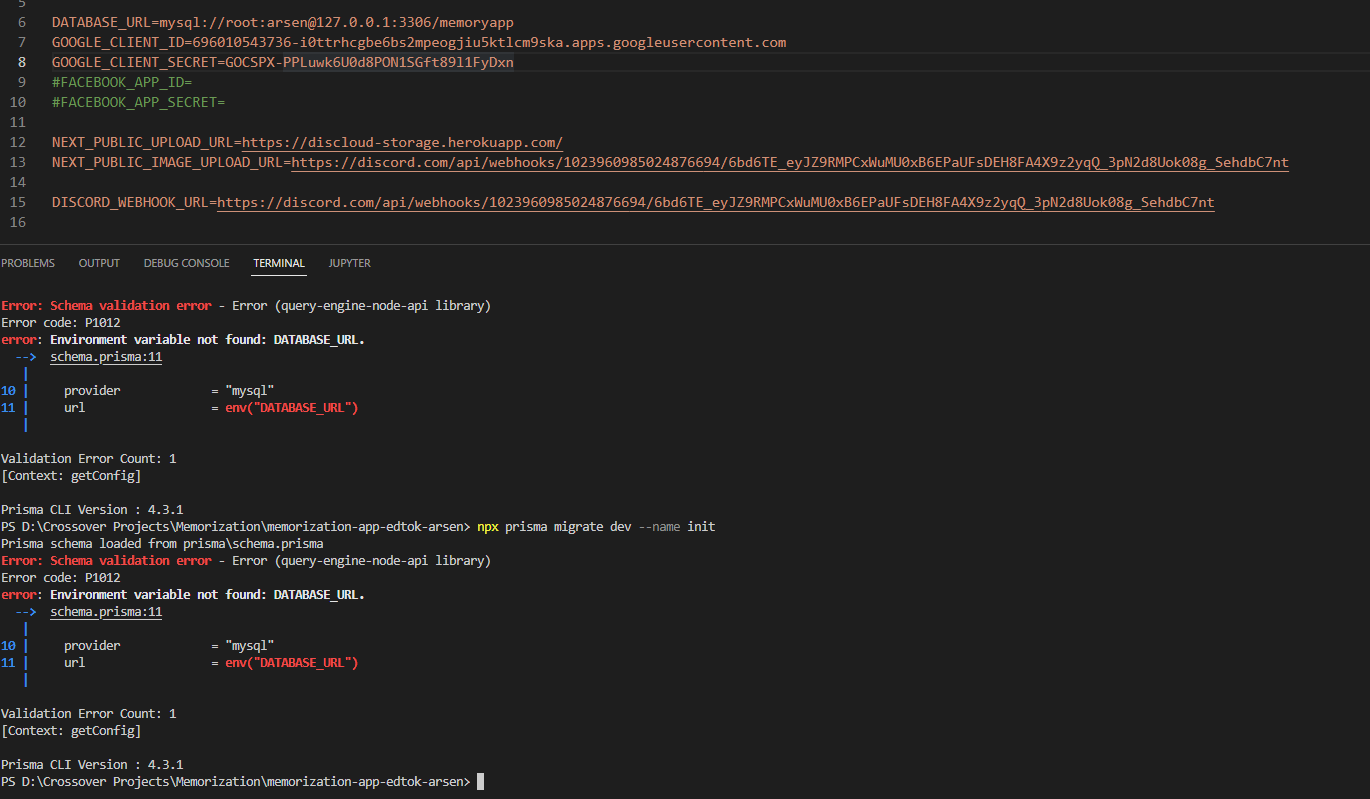 5
6 DATABASE_URL=mysql://root:arsen@127.0.0.1:3306/memoryapp
7 GOOGLE_CLIENT_ID=696010543736-i0ttrhcgbe6bs2mpeogjiu5ktlcm9ska.apps.googleusercontent.com
8 GOOGLE_CLIENT_SECRET=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
9 #FACEBOOK_APP_ID=
10 #FACEBOOK_APP_SECRET=
11
12 NEXT_PUBLIC_UPLOAD_URL=https://discloud-storage.herokuapp.com/
13 NEXT_PUBLIC_IMAGE_UPLOAD_URL=https://discord.com/api/webhooks/1023960985024876694/6bd6TE_eyJZ9RMPCxWuMU0xB6EPaUFsDEH8FA4X9z2yqQ_3pN2d8Uok08g_SehdbC7nt
14
15 DISCORD_WEBHOOK_URL=https://discord.com/api/webhooks/1023960985024876694/6bd6TE_eyJZ9RMPCxWuMU0xB6EPaUFsDEH8FA4X9z2yqQ_3pN2d8Uok08g_SehdbC7nt
16
PROBLEMS OUTPUT DEBUG CONSOLE TERMINAL JUPYTER
Error: Schema validation error - Error (query-engine-node-api library)
Error code: P1012
error: Environment variable not found: DATABASE_URL.
--> schema.prisma:11
|
10 | provider = "mysql"
11 | url = env("DATABASE_URL")
|
Validation Error Count: 1
[Context: getConfig]
Prisma CLI Version : 4.3.1
PS D:\Crossover Projects\Memorization\memorization-app-edtok-arsen> npx prisma migrate dev --name init
Prisma schema loaded from prisma\schema.prisma
Error: Schema validation error - Error (query-engine-node-api library)
Error code: P1012
error: Environment variable not found: DATABASE_URL.
--> schema.prisma:11
|
10 | provider = "mysql"
11 | url = env("DATABASE_URL")
|
Validation Error Count: 1
[Context: getConfig]
Prisma CLI Version : 4.3.1
PS D:\Crossover Projects\Memorization\memorization-app-edtok-arsen>